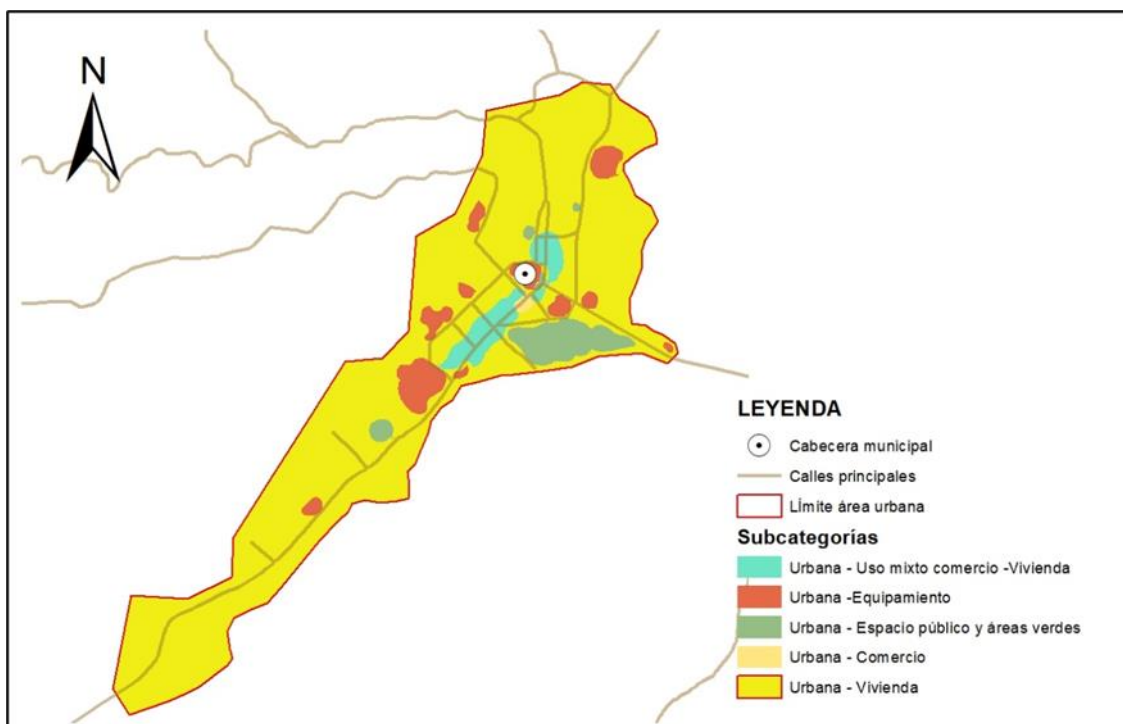 N
LEYENDA
Cabecera municipal
Calles principales
Límite área urbana
Subcategorías
Urbana - Uso mixto comercio -Vivienda
Urbana -Equipamiento
Urbana - Espacio público y áreas verdes
Urbana - Comercio
Urbana - Vivienda